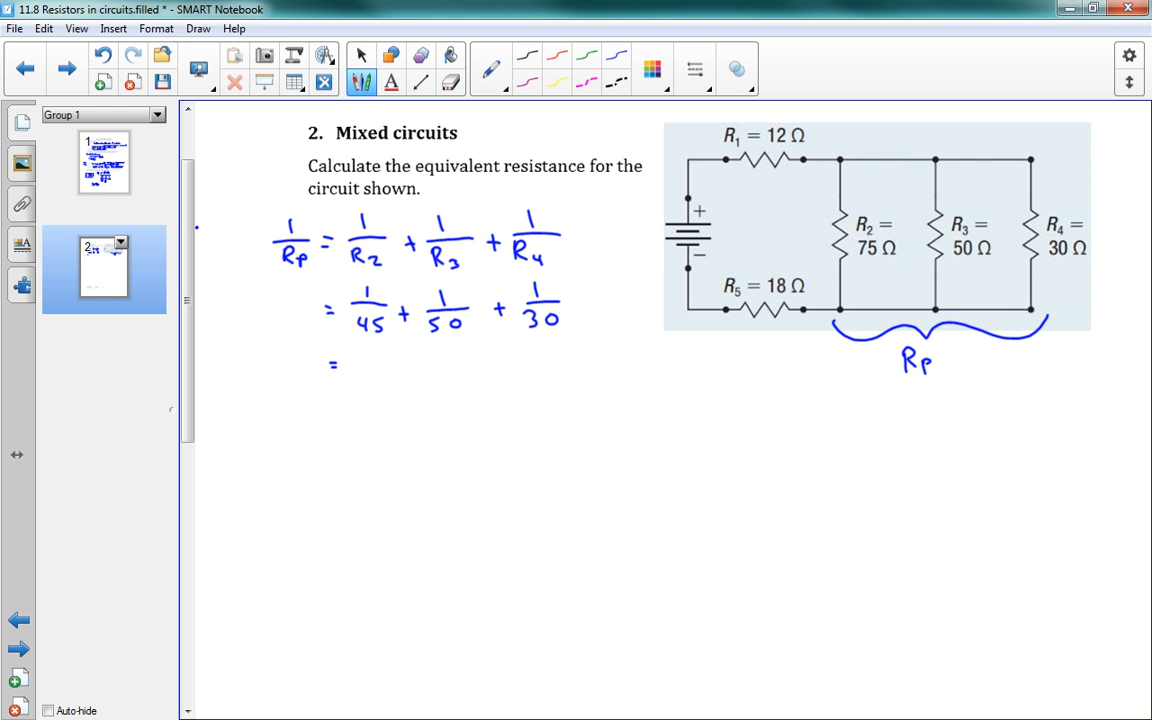 11.8 Resistors in circuits.filled * - SMART Notebook
File Edit View Insert Format Draw Help
Group 1
1
2
2. Mixed circuits
Calculate the equivalent resistance for the
circuit shown.
1/Rp = 1/R2 + 1/R3 + 1/R4
= 1/45 + 1/50 + 1/30
=
R₁ = 12 Ω
+
−
R₂ =
75 Ω
R₃ =
50 Ω
R₄ =
30 Ω
R₅ = 18 Ω
Rp
Auto-hide